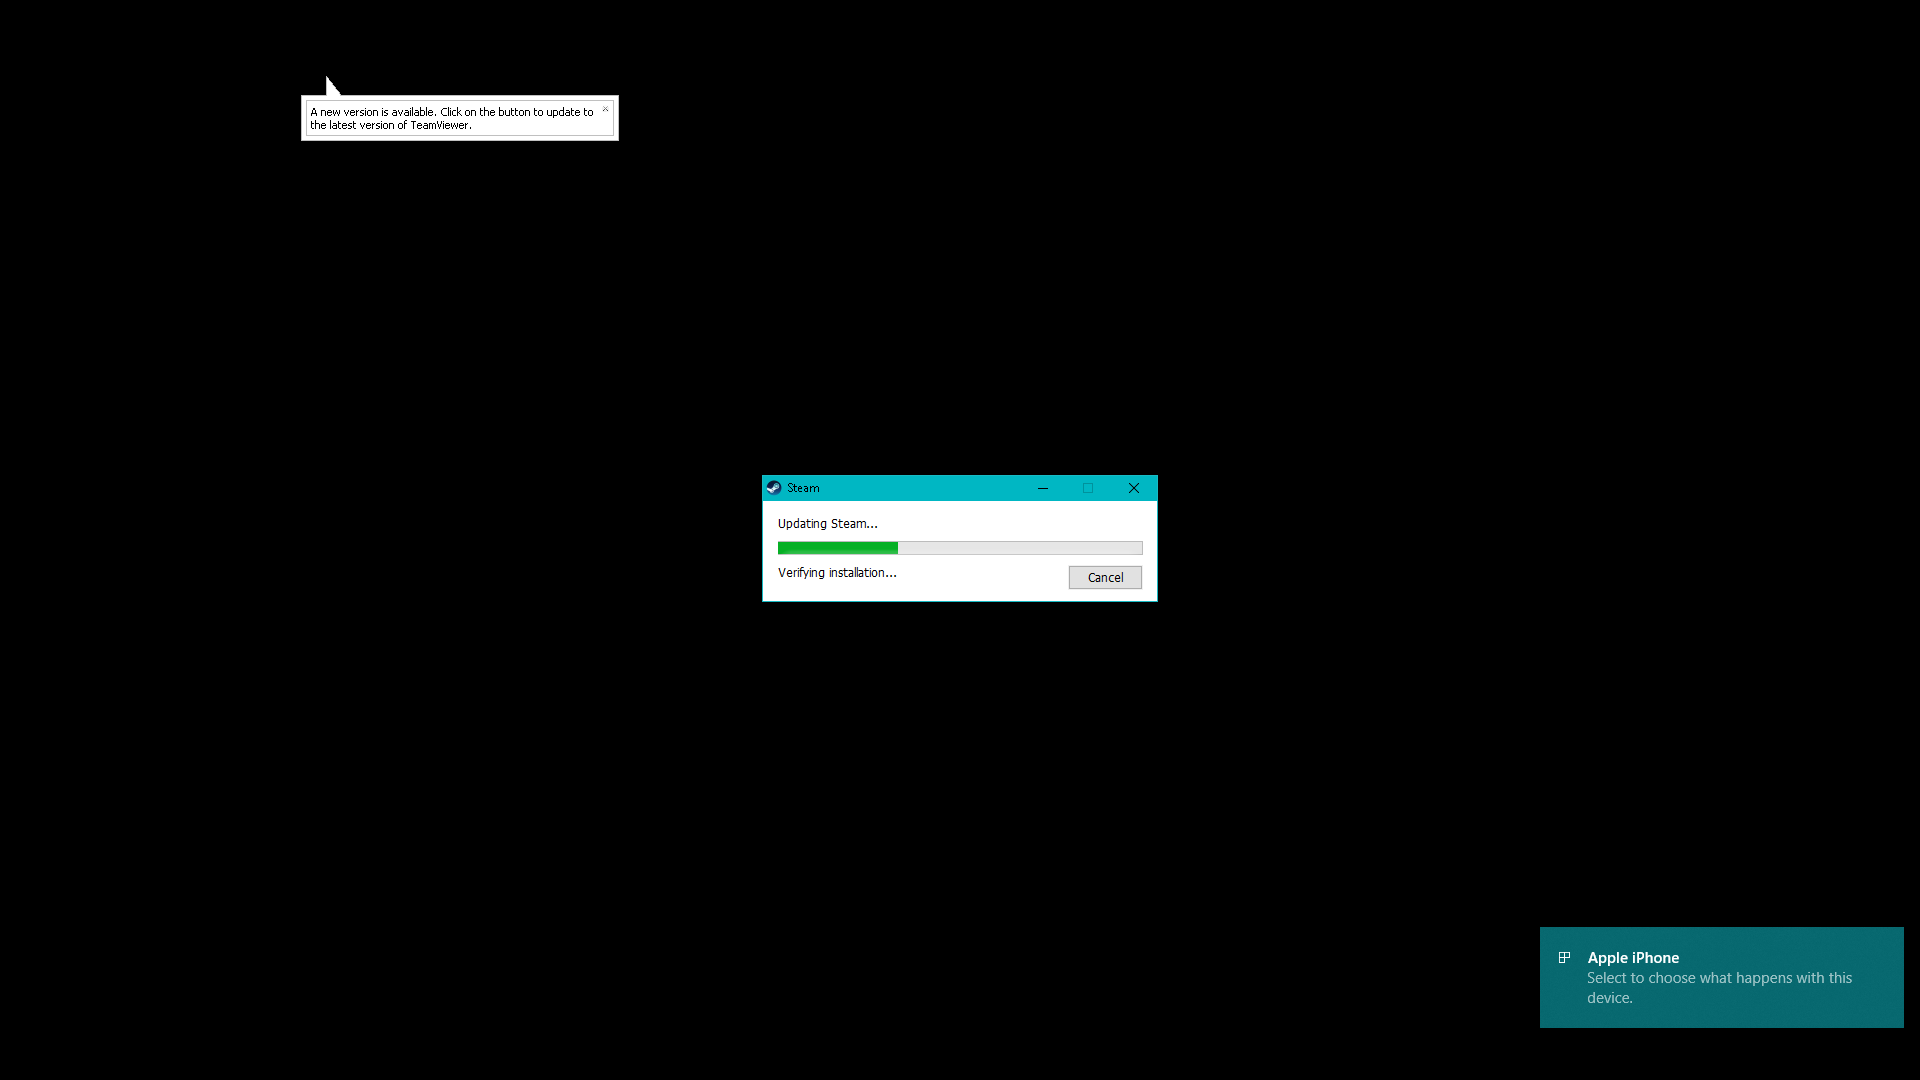 A new version is available. Click on the button to update to
the latest version of TeamViewer.
Steam
Updating Steam...
Verifying installation...
Cancel
Apple iPhone
Select to choose what happens with this
device.